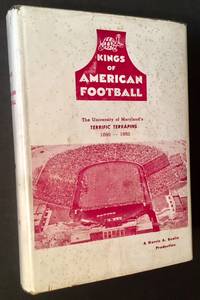 KINGS
OF
AMERICAN
FOOTBALL
The University of Maryland's
TERRIFIC TERRAPINS
1890 — 1952
A Morris A. Bealle
Production